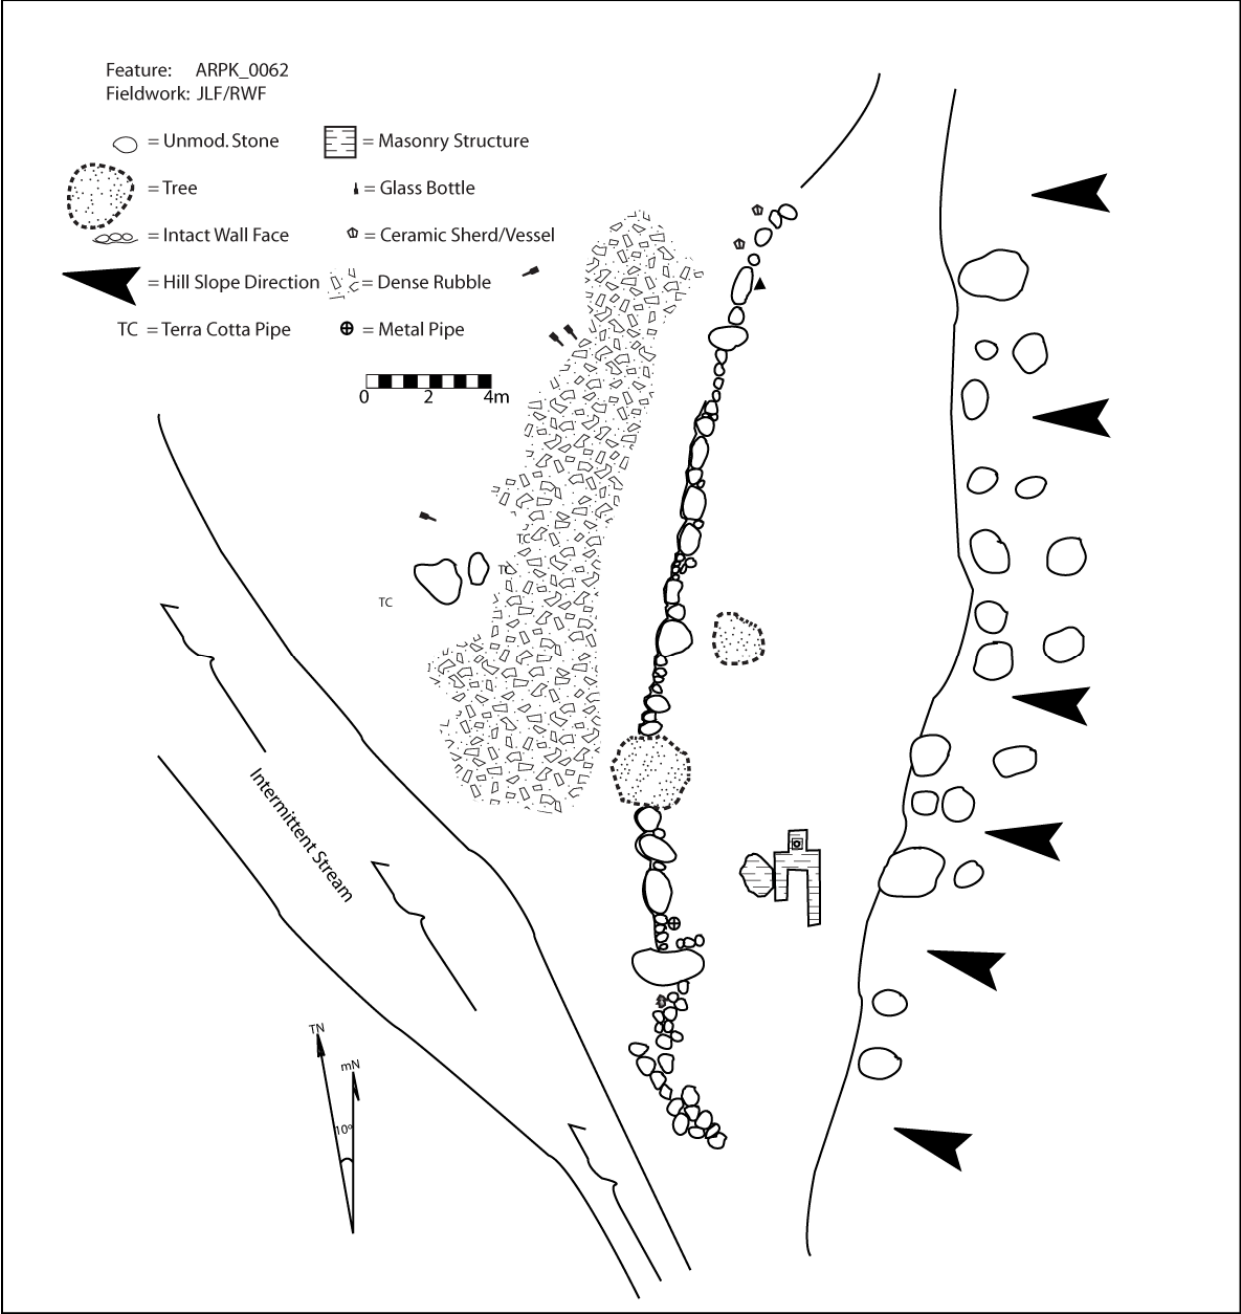 Feature: ARPK_0062
Fieldwork: JLF/RWF
= Unmod. Stone
= Masonry Structure
= Tree
= Glass Bottle
= Intact Wall Face
= Ceramic Sherd/Vessel
= Hill Slope Direction
= Dense Rubble
TC = Terra Cotta Pipe
= Metal Pipe
0 2 4m
TC
TC
TC
Intermittent Stream
TN
mN
10°